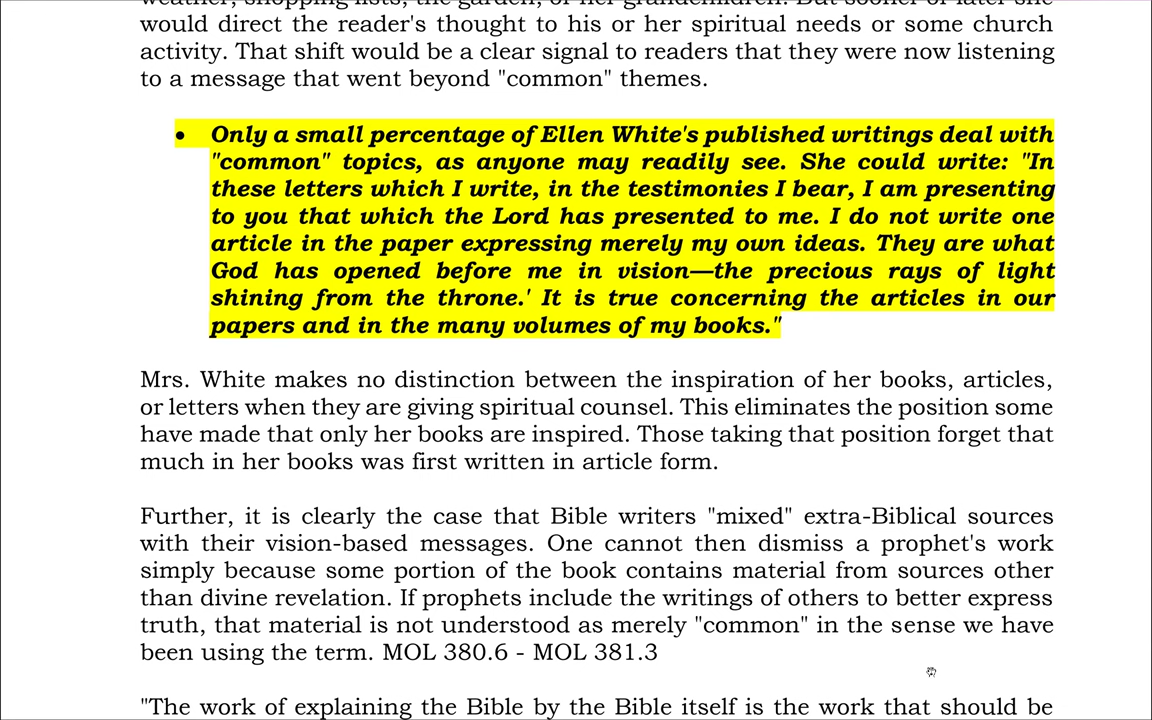 weather, shopping lists, the garden, or her grandchildren. But sooner or later she
would direct the reader's thought to his or her spiritual needs or some church
activity. That shift would be a clear signal to readers that they were now listening
to a message that went beyond "common" themes.
• Only a small percentage of Ellen White's published writings deal with
"common" topics, as anyone may readily see. She could write: "In
these letters which I write, in the testimonies I bear, I am presenting
to you that which the Lord has presented to me. I do not write one
article in the paper expressing merely my own ideas. They are what
God has opened before me in vision—the precious rays of light
shining from the throne.' It is true concerning the articles in our
papers and in the many volumes of my books."
Mrs. White makes no distinction between the inspiration of her books, articles,
or letters when they are giving spiritual counsel. This eliminates the position some
have made that only her books are inspired. Those taking that position forget that
much in her books was first written in article form.
Further, it is clearly the case that Bible writers "mixed" extra-Biblical sources
with their vision-based messages. One cannot then dismiss a prophet's work
simply because some portion of the book contains material from sources other
than divine revelation. If prophets include the writings of others to better express
truth, that material is not understood as merely "common" in the sense we have
been using the term. MOL 380.6 - MOL 381.3
"The work of explaining the Bible by the Bible itself is the work that should be